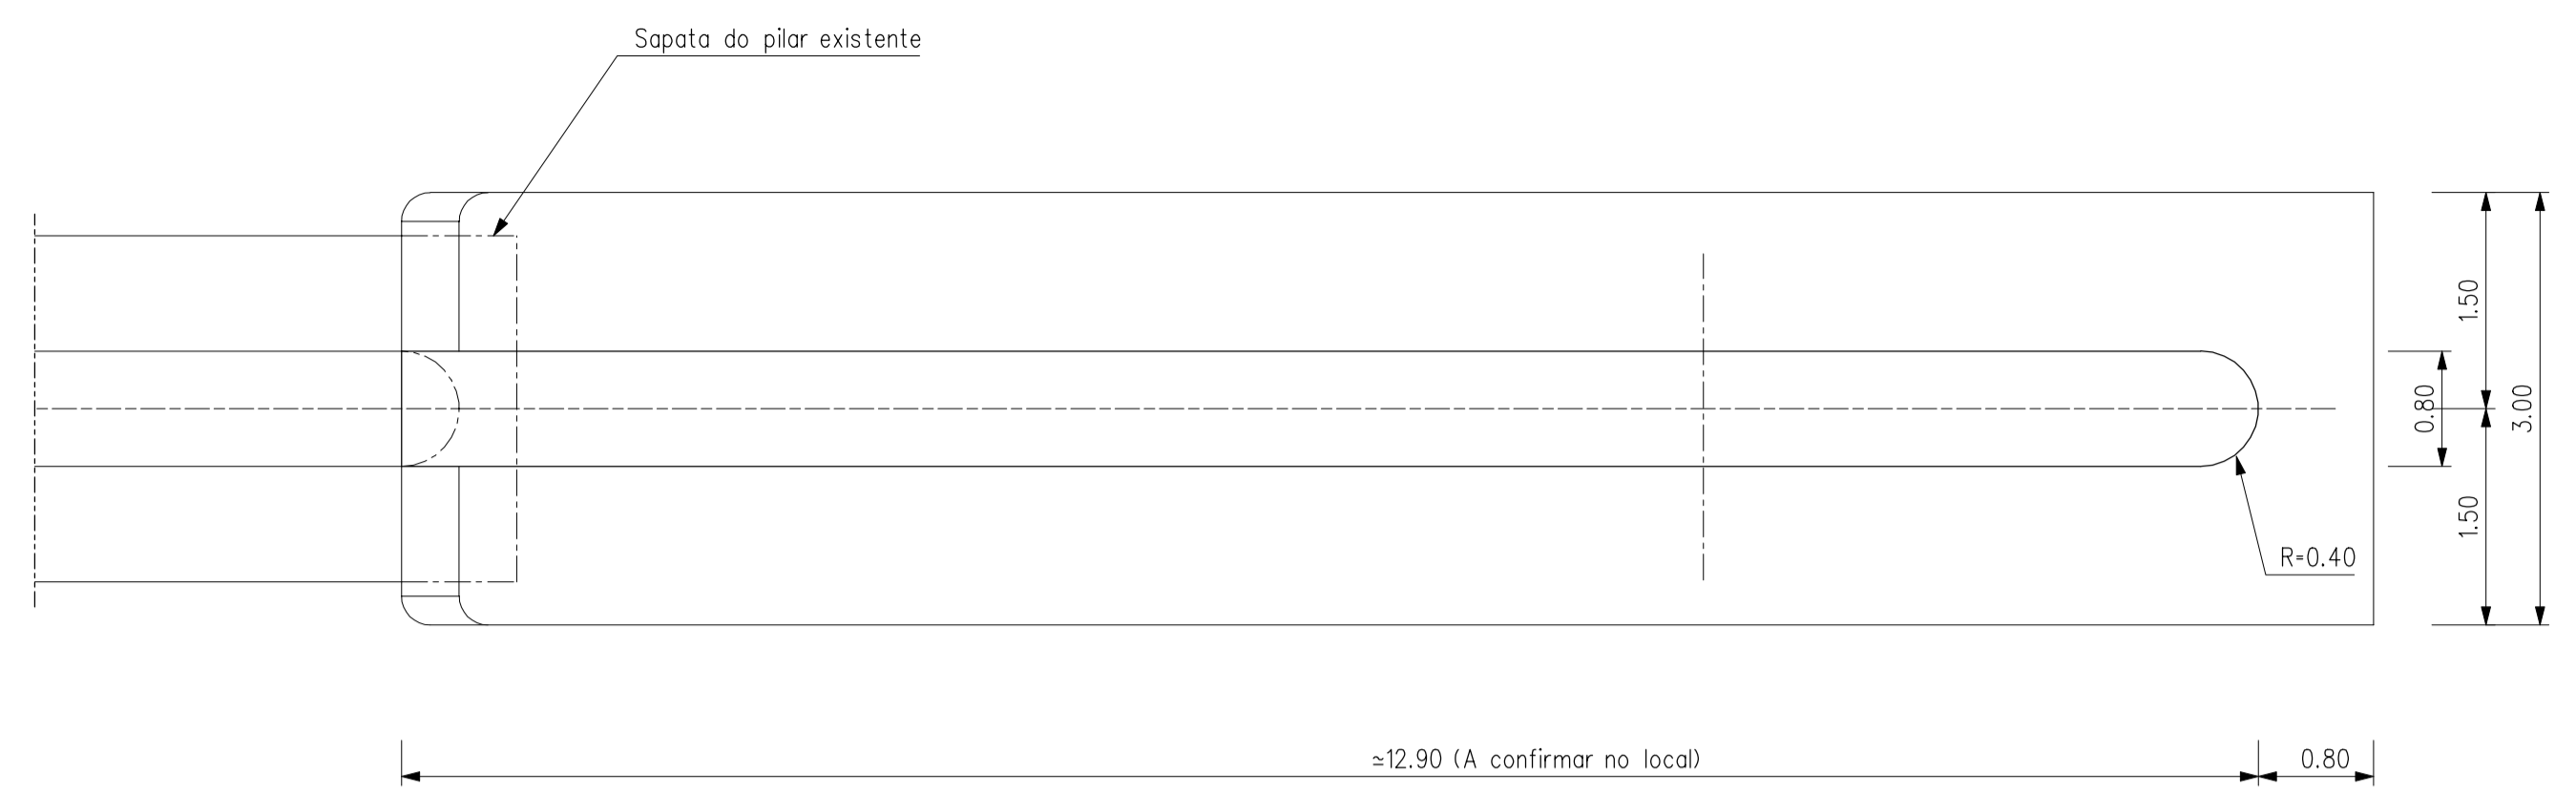 Sapata do pilar existente
1.50
0.80
3.00
1.50
R=0.40
≃12.90 (A confirmar no local)
0.80